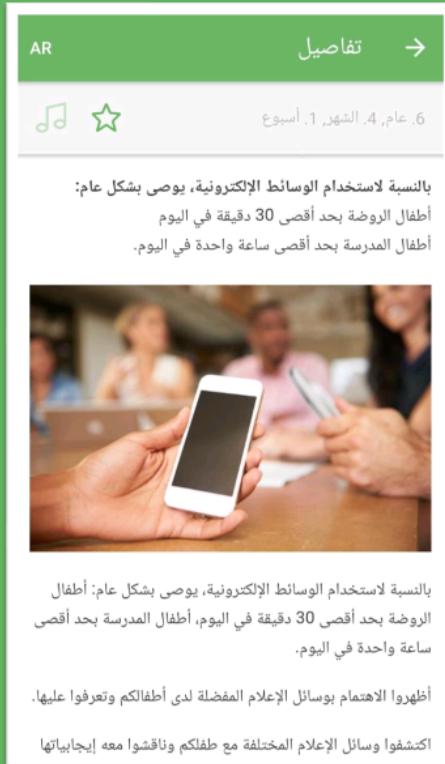 تفاصيل
AR
6. عام, 4. الشهر, 1. أسبوع
بالنسبة لاستخدام الوسائط الإلكترونية، يوصى بشكل عام:
أطفال الروضة بحد أقصى 30 دقيقة في اليوم
أطفال المدرسة بحد أقصى ساعة واحدة في اليوم.
بالنسبة لاستخدام الوسائط الإلكترونية، يوصى بشكل عام: أطفال
الروضة بحد أقصى 30 دقيقة في اليوم، أطفال المدرسة بحد أقصى
ساعة واحدة في اليوم.
أظهروا الاهتمام بوسائل الإعلام المفضلة لدى أطفالكم وتعرفوا عليها.
اكتشفوا وسائل الإعلام المختلفة مع طفلكم وناقشوا معه إيجابياتها